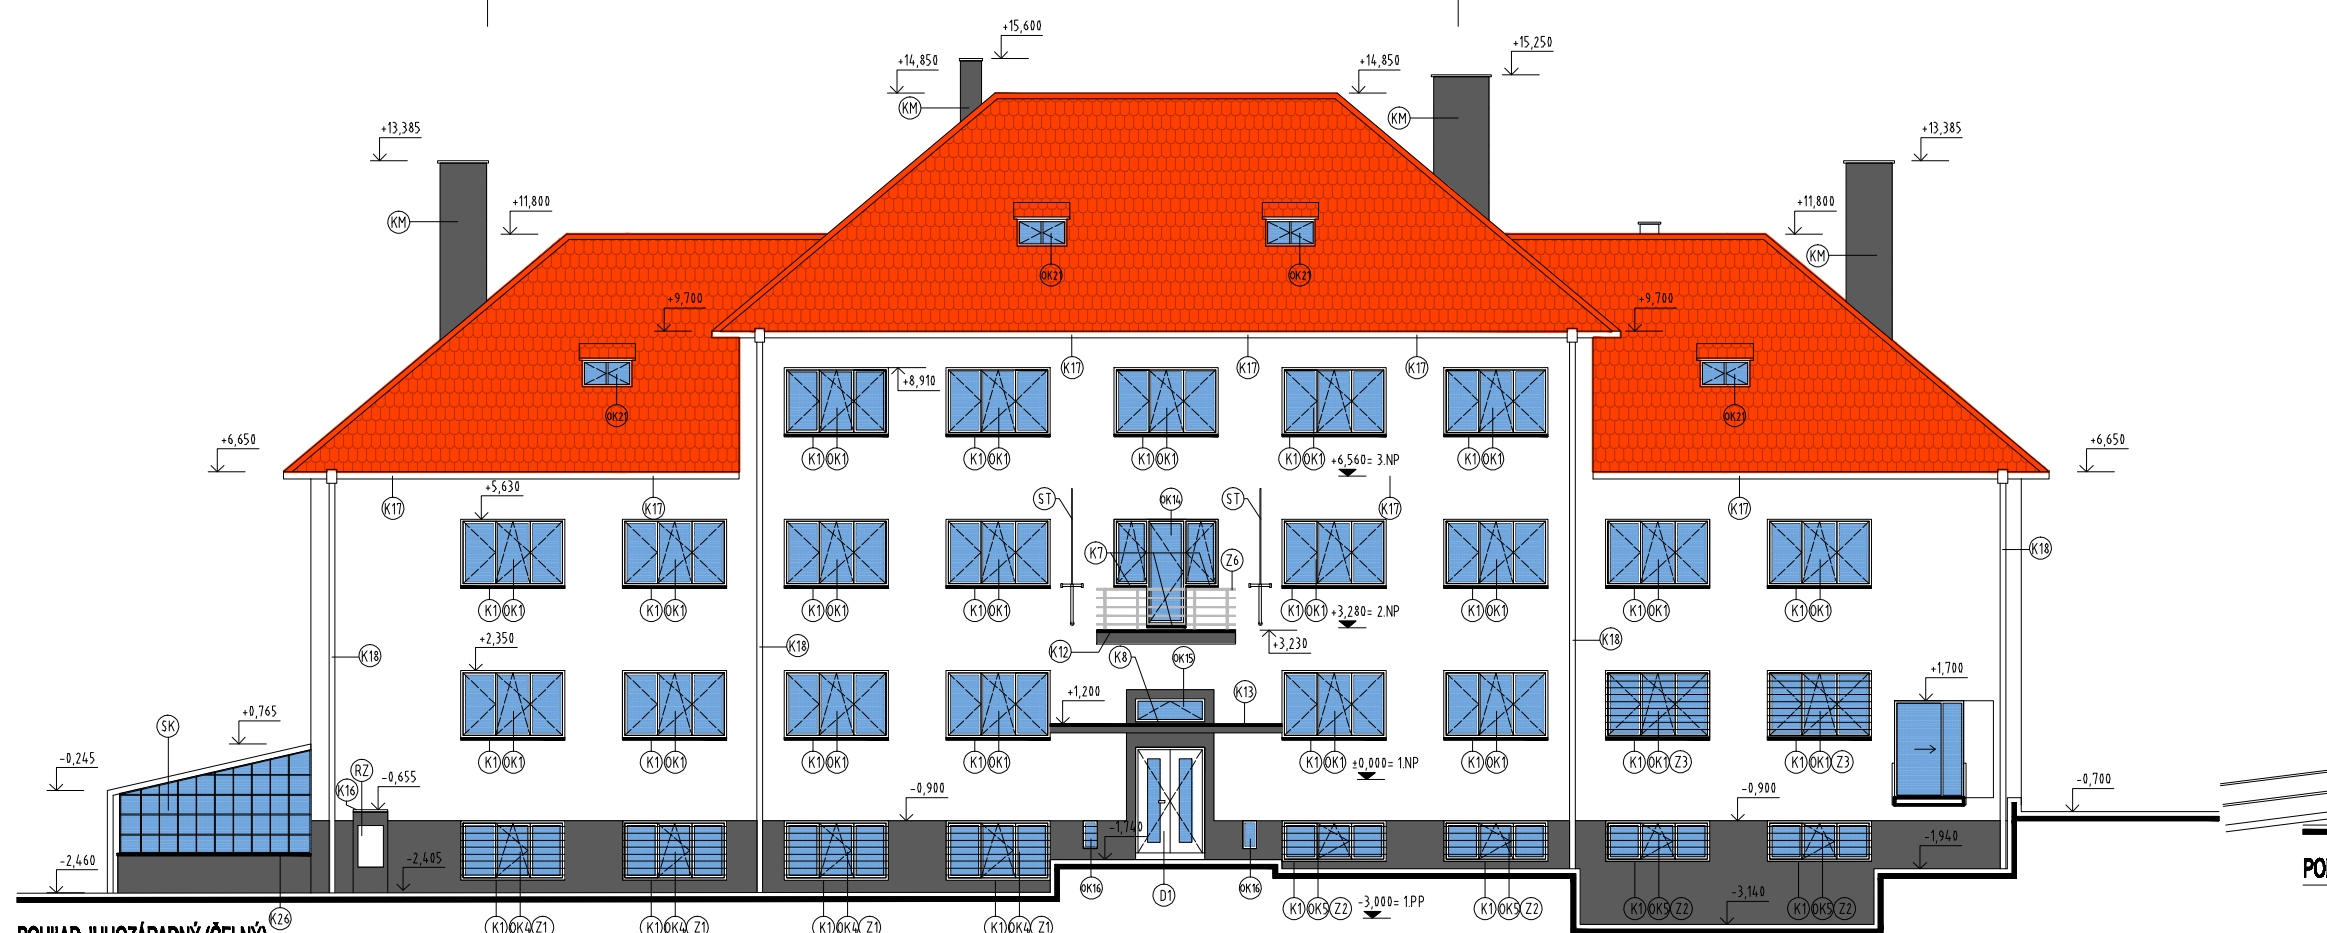 +15,600
+15,250
+14,850
+14,850
KM
KM
+13,385
+13,385
+11,800
+11,800
KM
KM
OK21
OK21
+9,700
+9,700
K17
K17
K17
+8,910
OK21
OK21
+6,650
+6,650
K1 OK1
K1 OK1
K1 OK1
K1 OK1
K1 OK1
+6,560= 3.NP
+5,630
K17
K17
ST
OK14
ST
K17
K17
K7
Z6
K18
K1 OK1
K1 OK1
K1 OK1
K1 OK1
K1 OK1
K1 OK1
K1 OK1
K1 OK1
+3,280= 2.NP
+2,350
K18
K18
K12
K8
OK15
+3,230
K18
+1,700
+1,200
K13
SK
+0,765
-0,245
K1 OK1
K1 OK1
K1 OK1
K1 OK1
K1 OK1
K1 OK1
K1 OK1 Z3
K1 OK1 Z3
±0,000= 1.NP
RZ
K16
-0,655
-0,900
-0,900
-0,700
-1,740
-1,940
-2,460
-2,405
OK16
D1
OK16
-3,140
K26
K1 OK4 Z1
K1 OK4 Z1
K1 OK4 Z1
K1 OK4 Z1
K1 OK5 Z2
K1 OK5 Z2
K1 OK5 Z2
K1 OK5 Z2
-3,000= 1.PP
POHĽAD JUHOZÁPADNÝ (ČELNÝ)